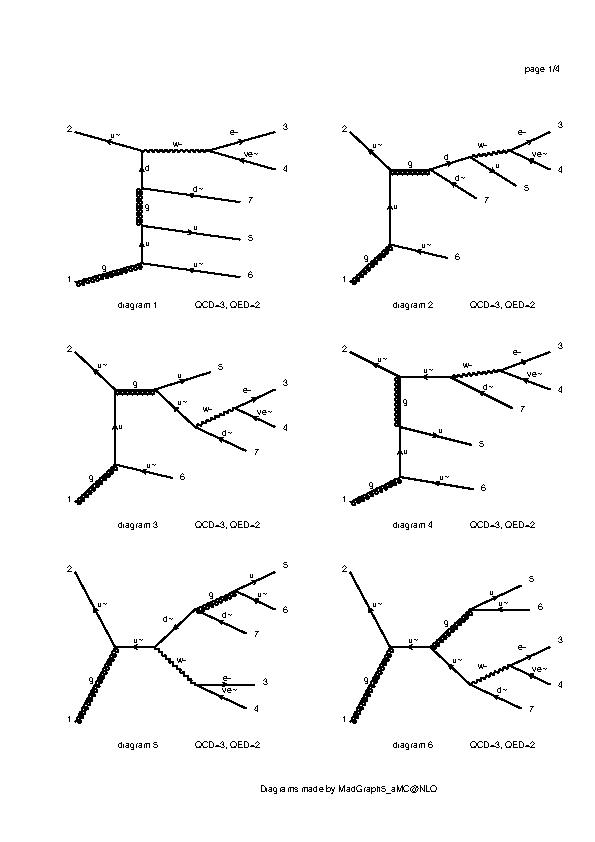 page 1/4
2 u~ w- e- 3
ve~ 4
d
d~ 7
g
u 5
u
g u~ 6
1
diagram 1 QCD=3, QED=2
2 u~ g d w- e- 3
ve~ 4
u 5
d~ 7
u
g u~ 6
1
diagram 2 QCD=3, QED=2
2 u~ g u 5
u~ w- e- 3
ve~ 4
d~ 7
u
g u~ 6
1
diagram 3 QCD=3, QED=2
2 u~ u~ w- e- 3
ve~ 4
d~ 7
g
u 5
u
g u~ 6
1
diagram 4 QCD=3, QED=2
2 u~ u~ d~ g u 5
u~ 6
d~ 7
w- e- 3
ve~ 4
g
1
diagram 5 QCD=3, QED=2
2 u~ u~ g u 5
u~ 6
u~ w- e- 3
ve~ 4
d~ 7
g
1
diagram 6 QCD=3, QED=2
Diagrams made by MadGraph5_aMC@NLO